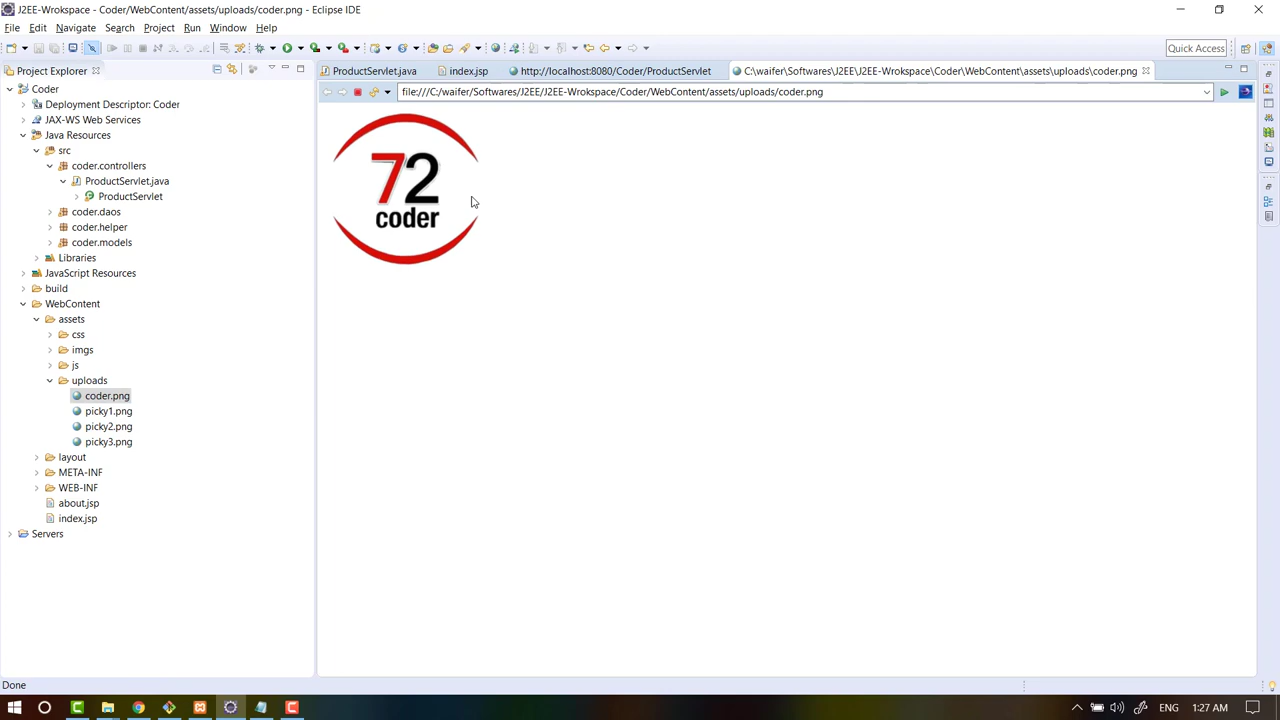 J2EE-Wrokspace - Coder/WebContent/assets/uploads/coder.png - Eclipse IDE
File Edit Navigate Search Project Run Window Help
Quick Access
Project Explorer
ProductServlet.java
index.jsp
http://localhost:8080/Coder/ProductServlet
C:\waifer\Softwares\J2EE\J2EE-Wrokspace\Coder\WebContent\assets\uploads\coder.png
file:///C:/waifer/Softwares/J2EE/J2EE-Wrokspace/Coder/WebContent/assets/uploads/coder.png
Coder
Deployment Descriptor: Coder
JAX-WS Web Services
Java Resources
src
coder.controllers
ProductServlet.java
ProductServlet
coder.daos
coder.helper
coder.models
Libraries
JavaScript Resources
build
WebContent
assets
css
imgs
js
uploads
coder.png
picky1.png
picky2.png
picky3.png
layout
META-INF
WEB-INF
about.jsp
index.jsp
Servers
72
coder
Done
ENG 1:27 AM